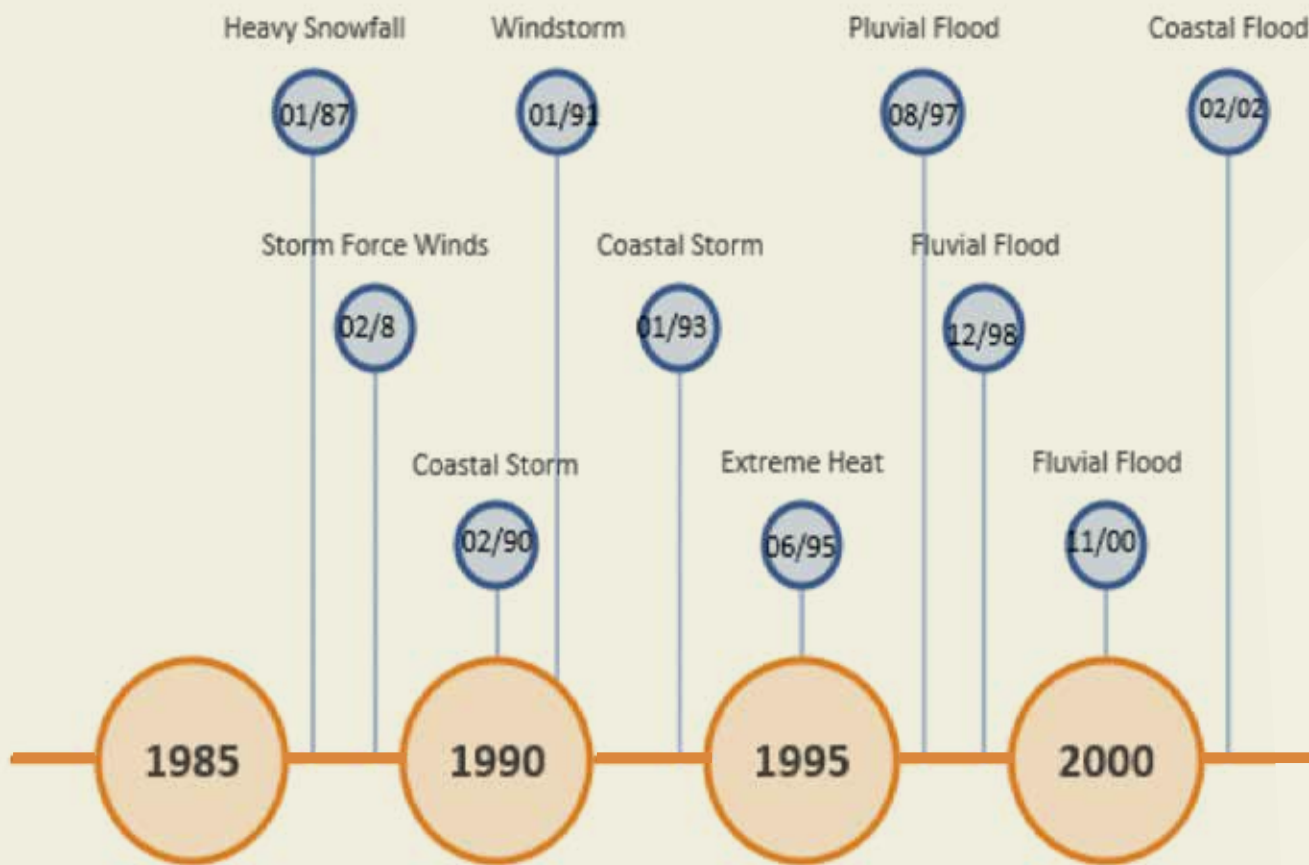 Heavy Snowfall
Windstorm
Pluvial Flood
Coastal Flood
01/87
01/91
08/97
02/02
Storm Force Winds
Coastal Storm
Fluvial Flood
02/8
01/93
12/98
Coastal Storm
Extreme Heat
Fluvial Flood
02/90
06/95
11/00
1985
1990
1995
2000